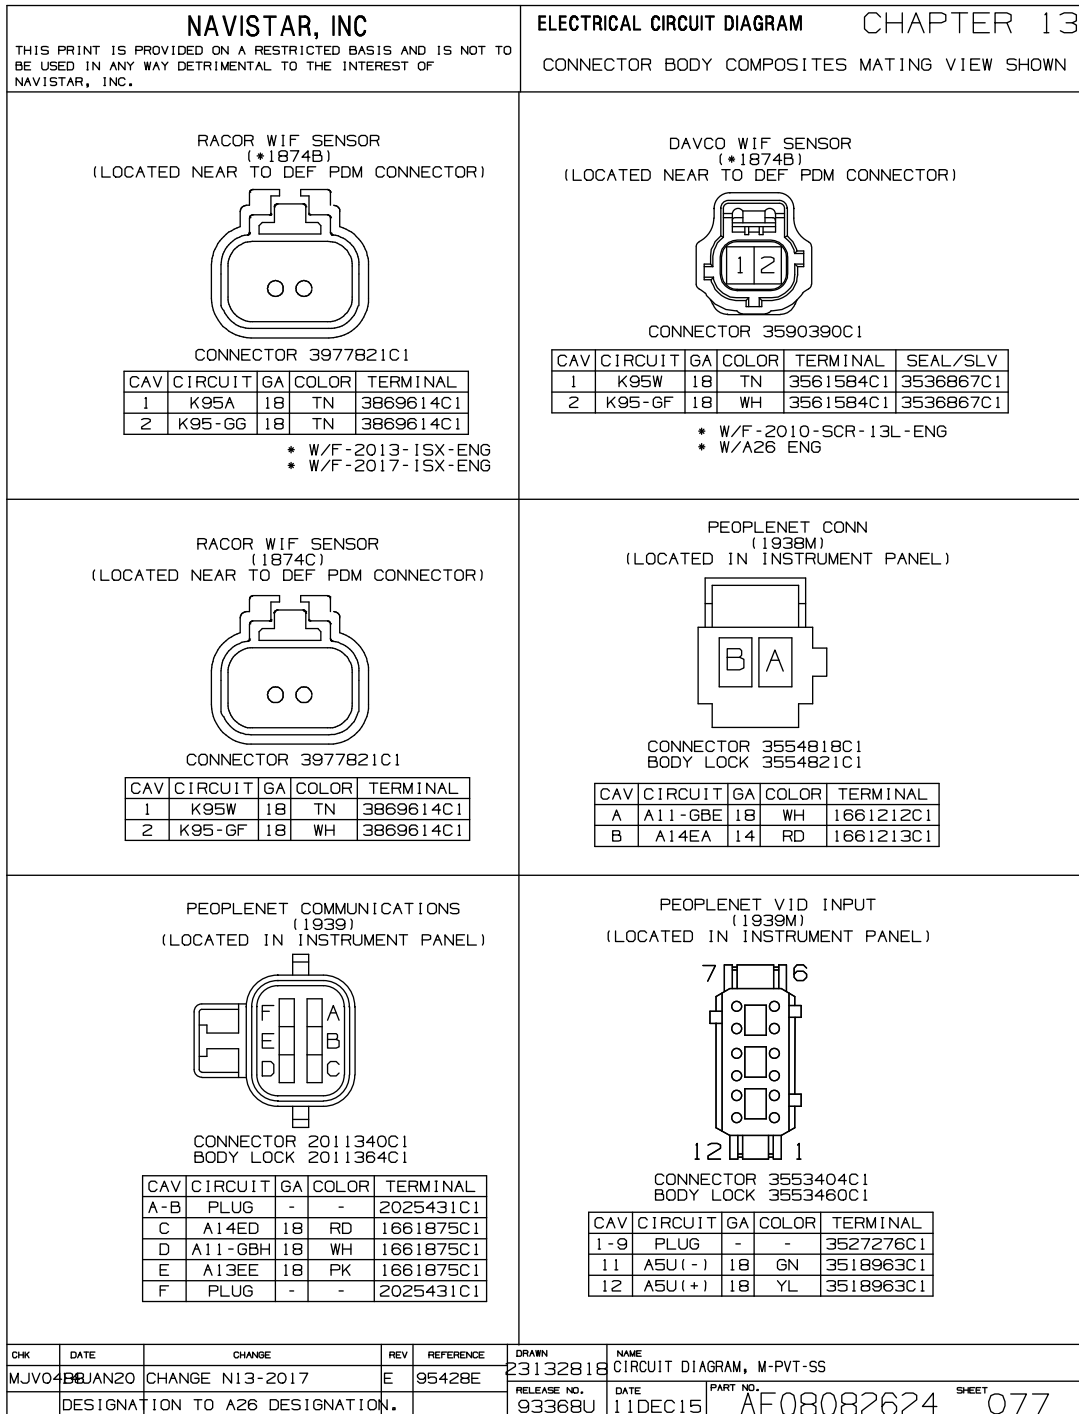 NAVISTAR, INC
THIS PRINT IS PROVIDED ON A RESTRICTED BASIS AND IS NOT TO
BE USED IN ANY WAY DETRIMENTAL TO THE INTEREST OF
NAVISTAR, INC.
ELECTRICAL CIRCUIT DIAGRAM CHAPTER 13
CONNECTOR BODY COMPOSITES MATING VIEW SHOWN
RACOR WIF SENSOR
(*1874B)
(LOCATED NEAR TO DEF PDM CONNECTOR)
CONNECTOR 3977821C1
CAV CIRCUIT GA COLOR TERMINAL
1 K95A 18 TN 3869614C1
2 K95-GG 18 TN 3869614C1
* W/F-2013-ISX-ENG
* W/F-2017-ISX-ENG
DAVCO WIF SENSOR
(*1874B)
(LOCATED NEAR TO DEF PDM CONNECTOR)
1 2
CONNECTOR 3590390C1
CAV CIRCUIT GA COLOR TERMINAL SEAL/SLV
1 K95W 18 TN 3561584C1 3536867C1
2 K95-GF 18 WH 3561584C1 3536867C1
* W/F-2010-SCR-13L-ENG
* W/A26 ENG
RACOR WIF SENSOR
(1874C)
(LOCATED NEAR TO DEF PDM CONNECTOR)
CONNECTOR 3977821C1
CAV CIRCUIT GA COLOR TERMINAL
1 K95W 18 TN 3869614C1
2 K95-GF 18 WH 3869614C1
PEOPLENET CONN
(1938M)
(LOCATED IN INSTRUMENT PANEL)
B A
CONNECTOR 3554818C1
BODY LOCK 3554821C1
CAV CIRCUIT GA COLOR TERMINAL
A A11-GBE 18 WH 1661212C1
B A14EA 14 RD 1661213C1
PEOPLENET COMMUNICATIONS
(1939)
(LOCATED IN INSTRUMENT PANEL)
F A
E B
D C
CONNECTOR 2011340C1
BODY LOCK 2011364C1
CAV CIRCUIT GA COLOR TERMINAL
A-B PLUG - - 2025431C1
C A14ED 18 RD 1661875C1
D A11-GBH 18 WH 1661875C1
E A13EE 18 PK 1661875C1
F PLUG - - 2025431C1
PEOPLENET VID INPUT
(1939M)
(LOCATED IN INSTRUMENT PANEL)
7 6
12 1
CONNECTOR 3553404C1
BODY LOCK 3553460C1
CAV CIRCUIT GA COLOR TERMINAL
1-9 PLUG - - 3527276C1
11 A5U(-) 18 GN 3518963C1
12 A5U(+) 18 YL 3518963C1
CHK DATE CHANGE REV REFERENCE
CHANGE N13-2017 E 95428E
DESIGNATION TO A26 DESIGNATION.
DRAWN NAME
23132818 CIRCUIT DIAGRAM, M-PVT-SS
RELEASE NO. DATE PART NO. SHEET
93368U 11DEC15 AF08082624 077